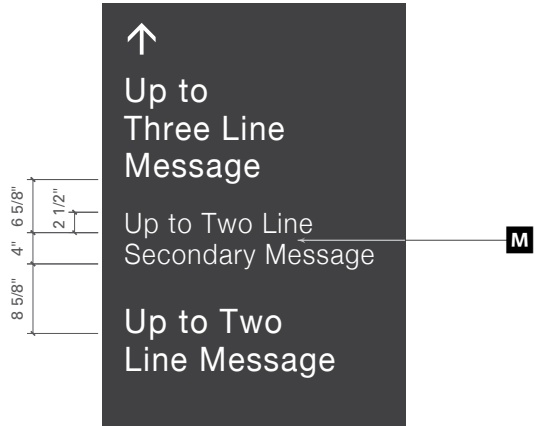 Up to
Three Line
Message
6 5/8"
2 1/2"
Up to Two Line
Secondary Message
M
4"
8 5/8"
Up to Two
Line Message